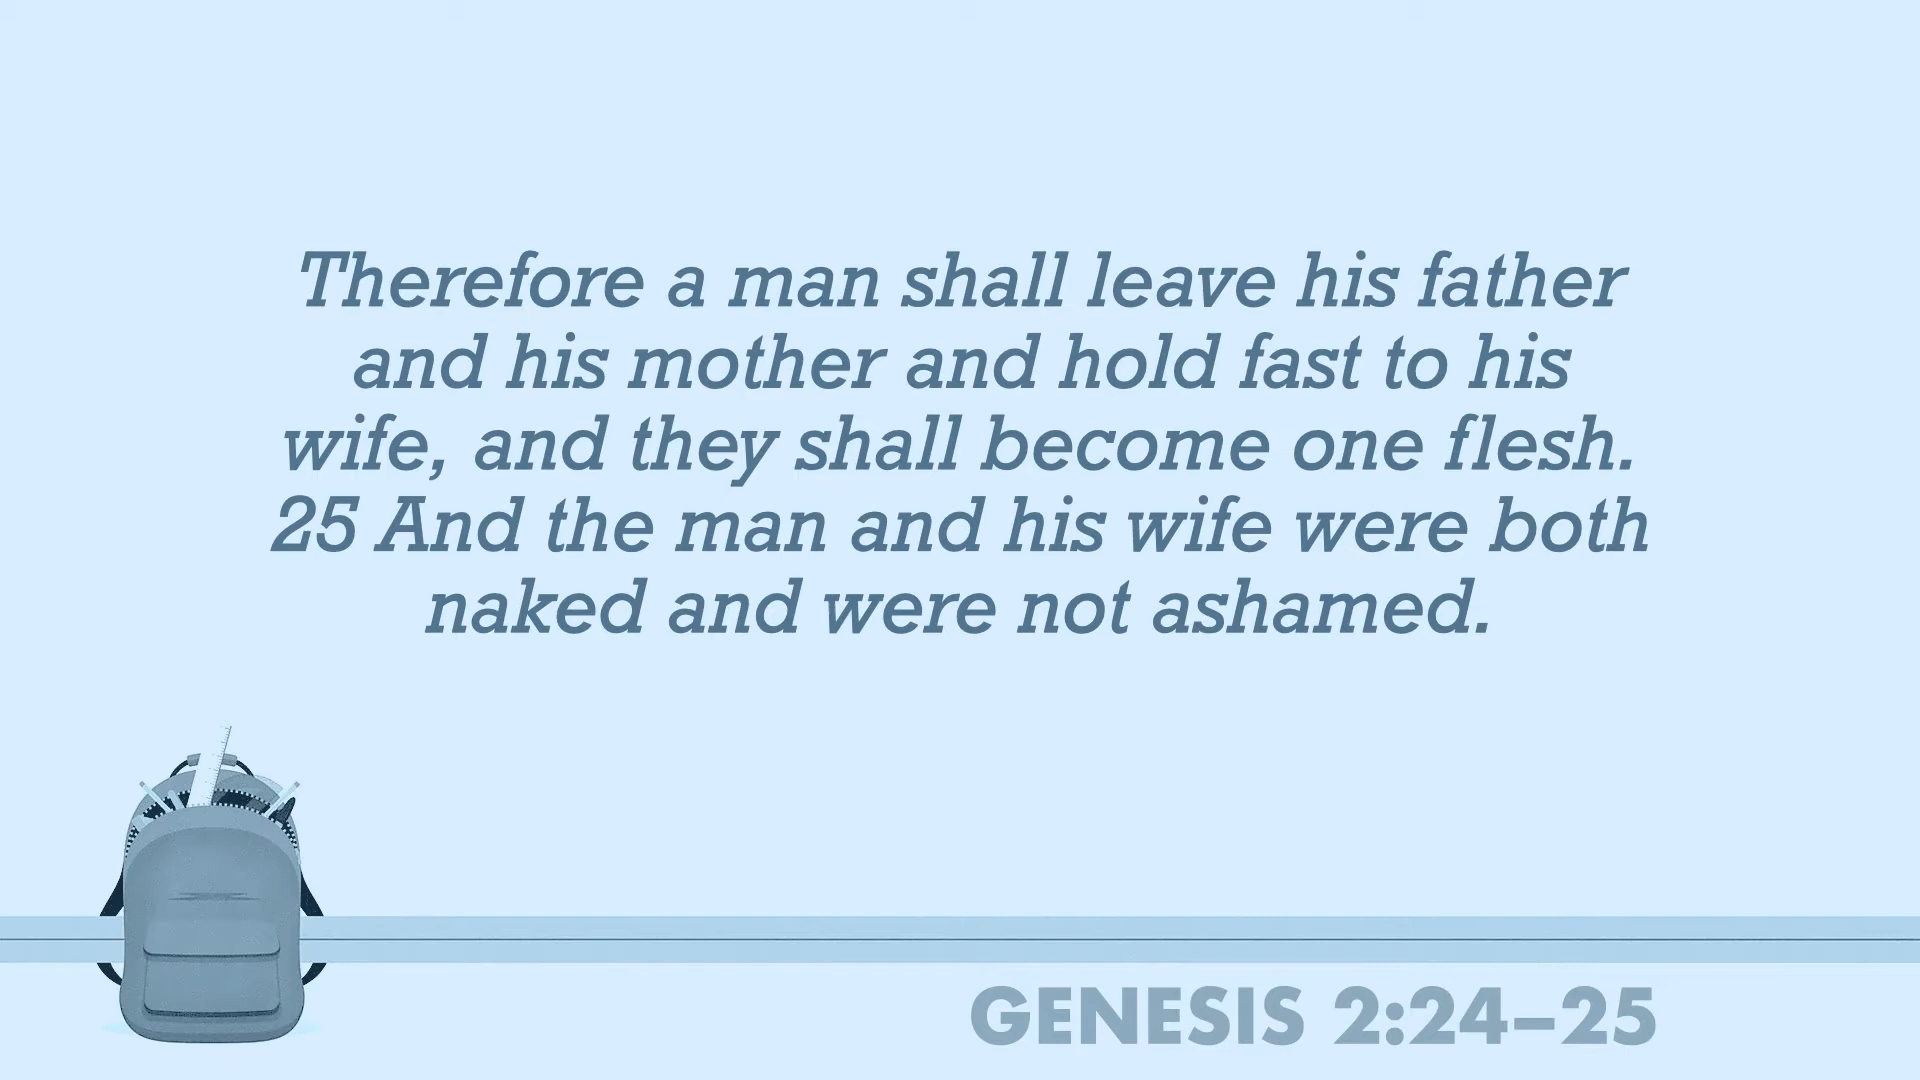 Therefore a man shall leave his father
and his mother and hold fast to his
wife, and they shall become one flesh.
25 And the man and his wife were both
naked and were not ashamed.
GENESIS 2:24–25